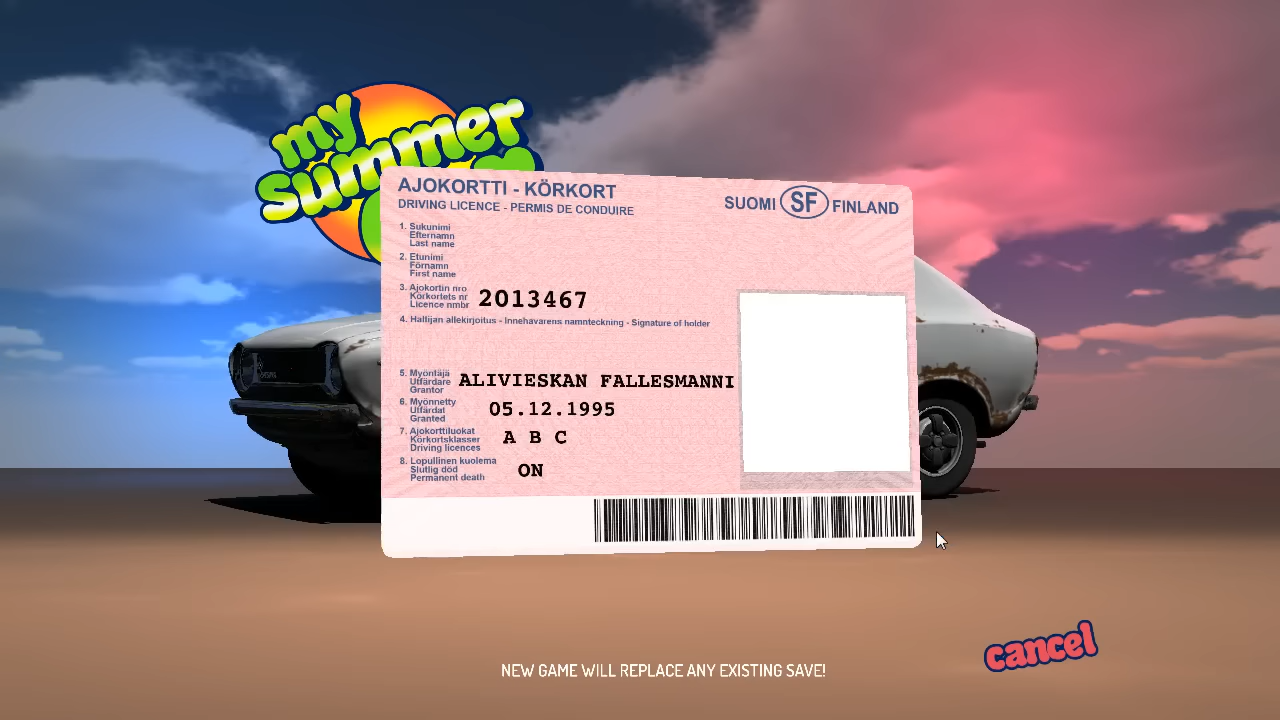 my
summer
AJOKORTTI - KÖRKORT
DRIVING LICENCE - PERMIS DE CONDUIRE
SUOMI SF FINLAND
1. Sukunimi
Efternamn
Last name
2. Etunimi
Förnamn
First name
3. Ajokortin nro
Körkortets nr
Licence nmbr
2013467
4. Haltijan allekirjoitus - Innehavarens namnteckning - Signature of holder
5. Myöntäjä
Utfärdare
Grantor
ALIVIESKAN FALLESMANNI
6. Myönnetty
Utfärdat
Granted
05.12.1995
7. Ajokorttiluokat
Körkortsklasser
Driving licences
A B C
8. Lopullinen kuolema
Slutlig död
Permanent death
ON
cancel
NEW GAME WILL REPLACE ANY EXISTING SAVE!